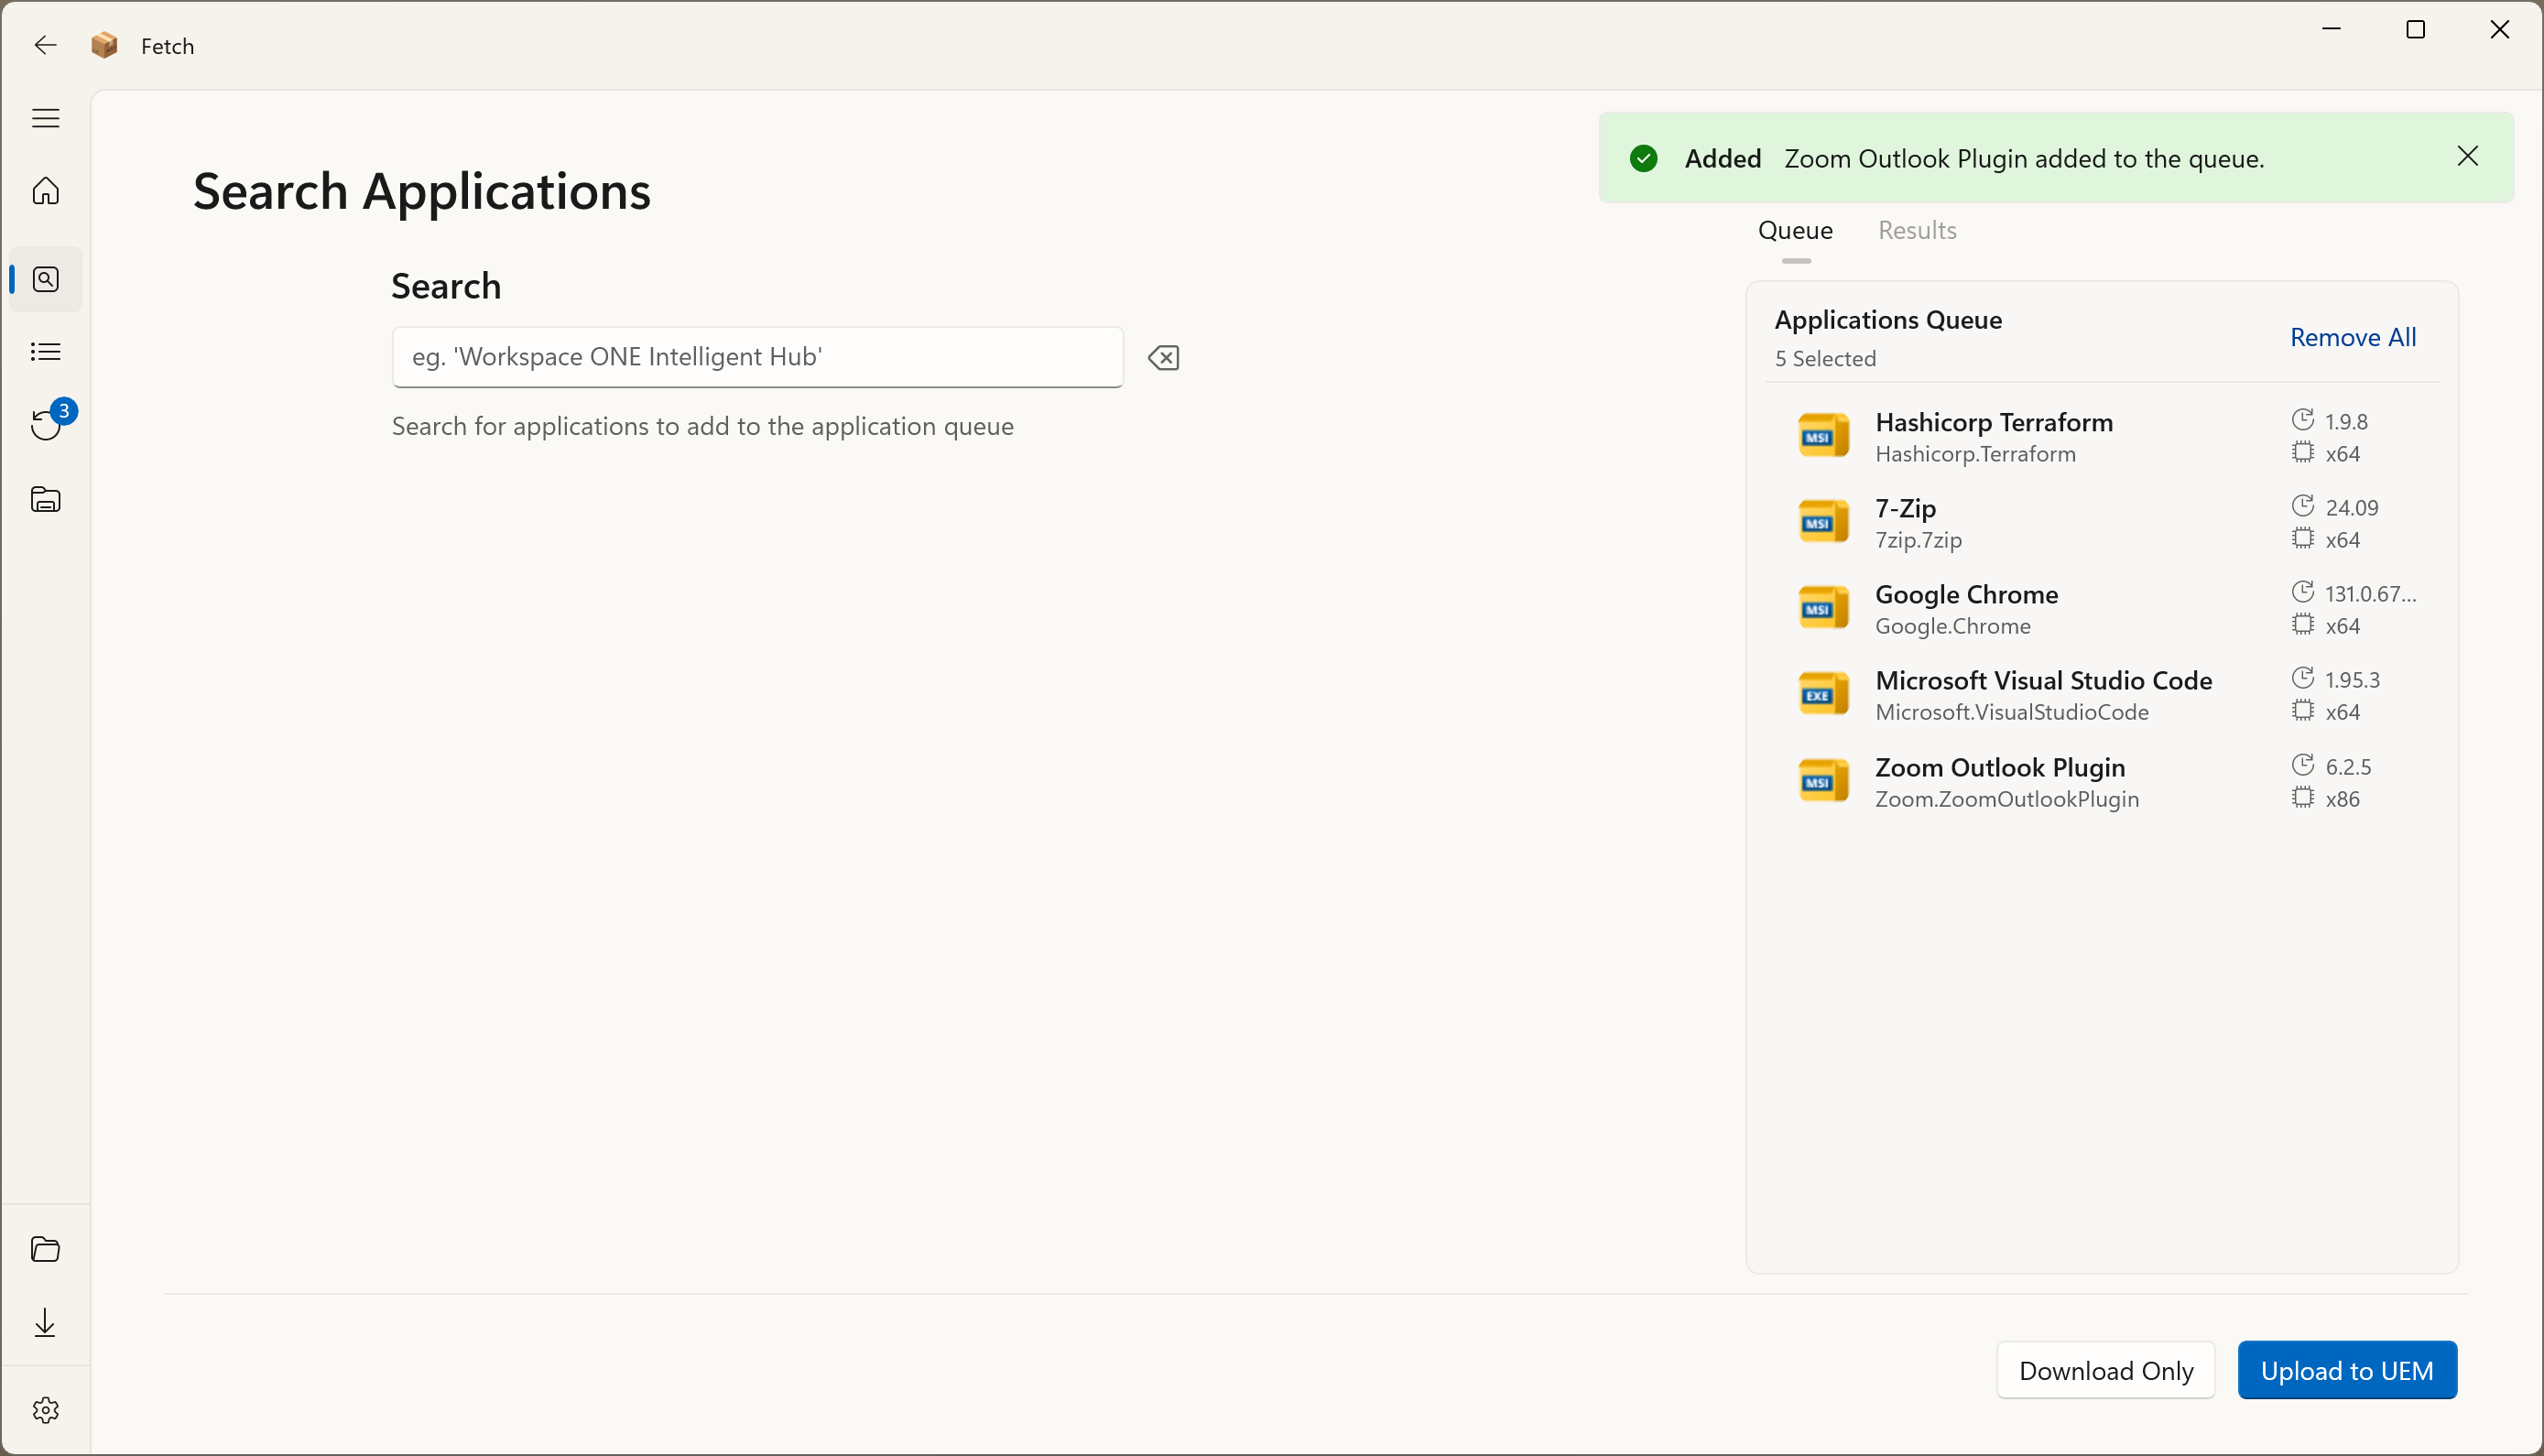 Fetch
Added Zoom Outlook Plugin added to the queue.
Search Applications
Queue Results
Search
eg. 'Workspace ONE Intelligent Hub'
Search for applications to add to the application queue
3
Applications Queue
Remove All
5 Selected
MSI
Hashicorp Terraform
1.9.8
Hashicorp.Terraform
x64
MSI
7-Zip
24.09
7zip.7zip
x64
MSI
Google Chrome
131.0.67...
Google.Chrome
x64
EXE
Microsoft Visual Studio Code
1.95.3
Microsoft.VisualStudioCode
x64
MSI
Zoom Outlook Plugin
6.2.5
Zoom.ZoomOutlookPlugin
x86
Download Only
Upload to UEM